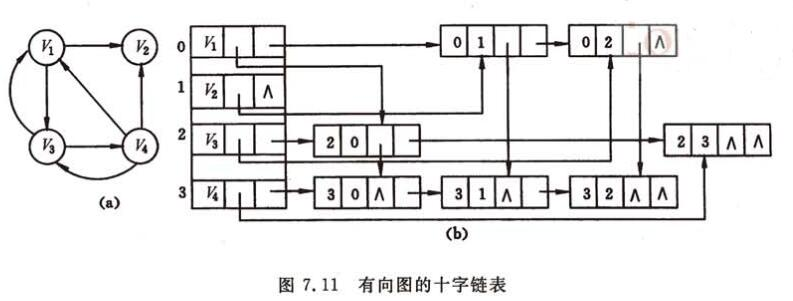 V₁ V₂
V₃ V₄
(a)
0 V₁ 0 1 0 2 ∧
1 V₂ ∧
2 V₃ 2 0 2 3 ∧ ∧
3 V₄ 3 0 ∧ 3 1 ∧ 3 2 ∧ ∧
(b)
图 7.11 有向图的十字链表